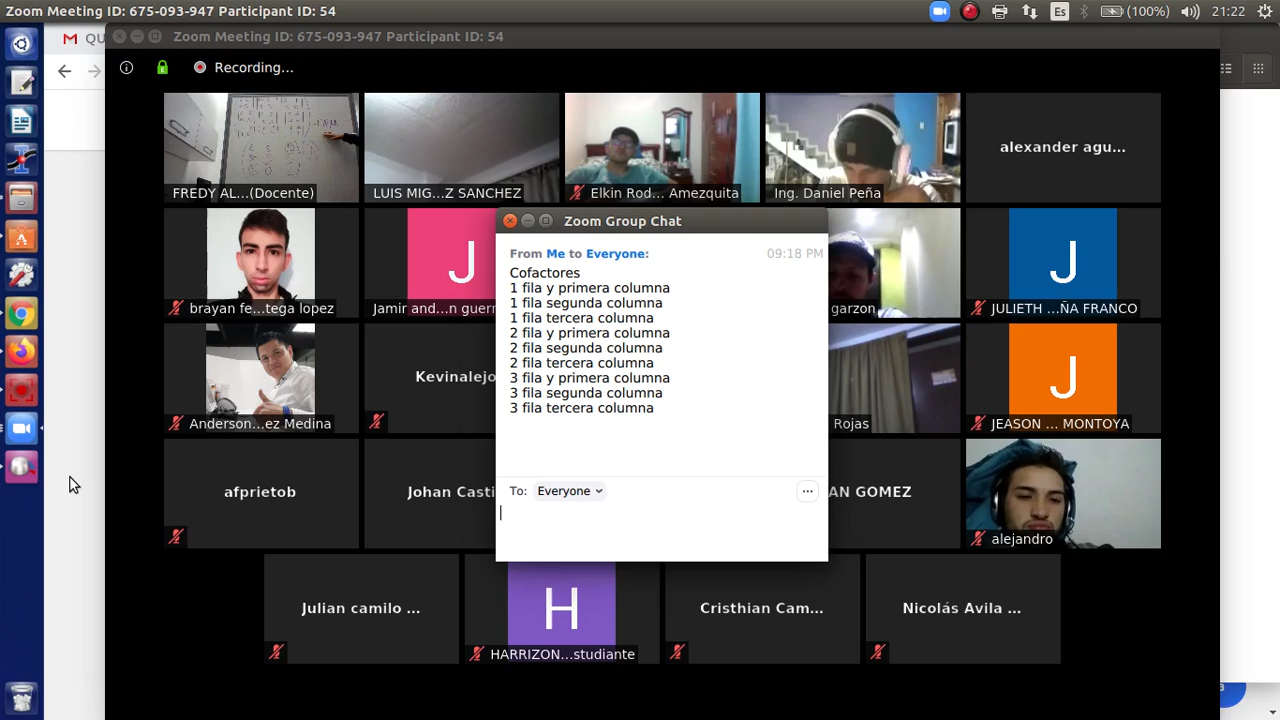 Zoom Meeting ID: 675-093-947 Participant ID: 54
Es
(100%)
21:22
QU
Zoom Meeting ID: 675-093-947 Participant ID: 54
Recording...
FREDY AL...(Docente)
LUIS MIG...Z SANCHEZ
Elkin Rod... Amezquita
Ing. Daniel Peña
alexander agu...
brayan fe...tega lopez
J
Jamir and...n guerr
garzon
J
JULIETH ...ÑA FRANCO
Anderson...ez Medina
Kevinalejo
Rojas
J
JEASON ... MONTOYA
afprietob
Johan Casti
AN GOMEZ
alejandro
Julian camilo ...
H
HARRIZON...studiante
Cristhian Cam...
Nicolás Avila ...
Zoom Group Chat
From Me to Everyone:
09:18 PM
Cofactores
1 fila y primera columna
1 fila segunda columna
1 fila tercera columna
2 fila y primera columna
2 fila segunda columna
2 fila tercera columna
3 fila y primera columna
3 fila segunda columna
3 fila tercera columna
To: Everyone
...